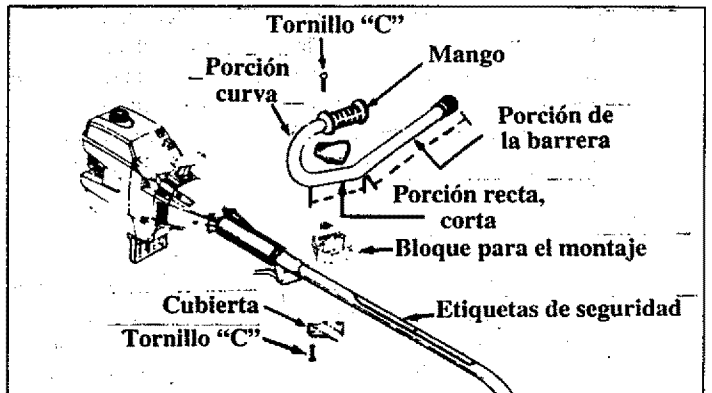 Tornillo “C”
Mango
Porción
curva
Porción de
la barrera
Porción recta,
corta
Bloque para el montaje
Cubierta
Etiquetas de seguridad
Tornillo “C”